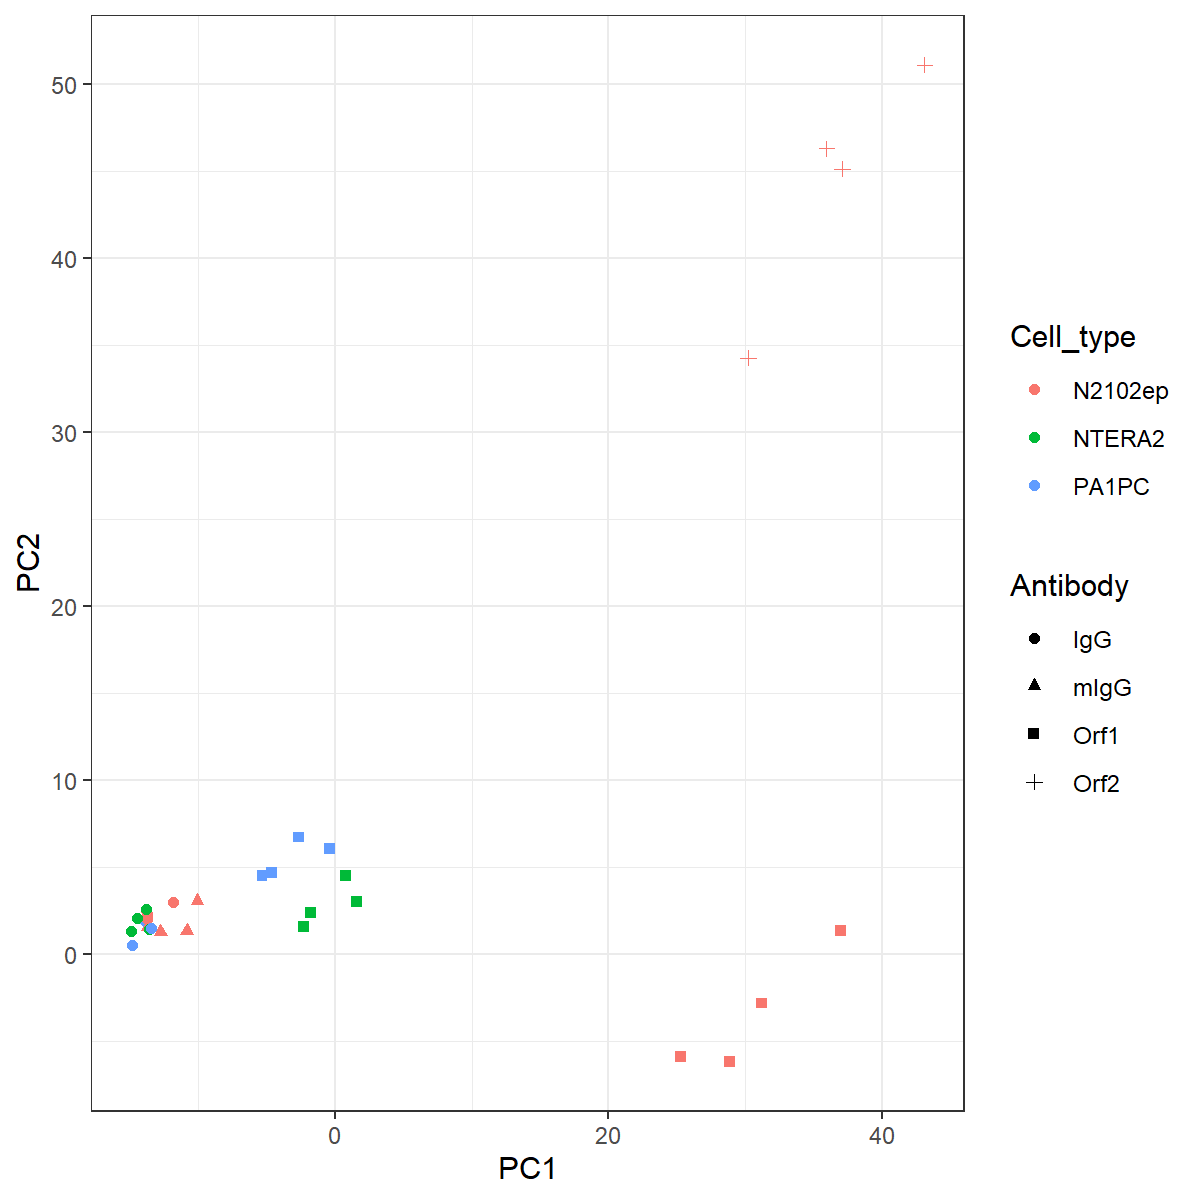 50
40
30
20
10
0
PC2
0
20
40
PC1
Cell_type
N2102ep
NTERA2
PA1PC
Antibody
IgG
mIgG
Orf1
Orf2